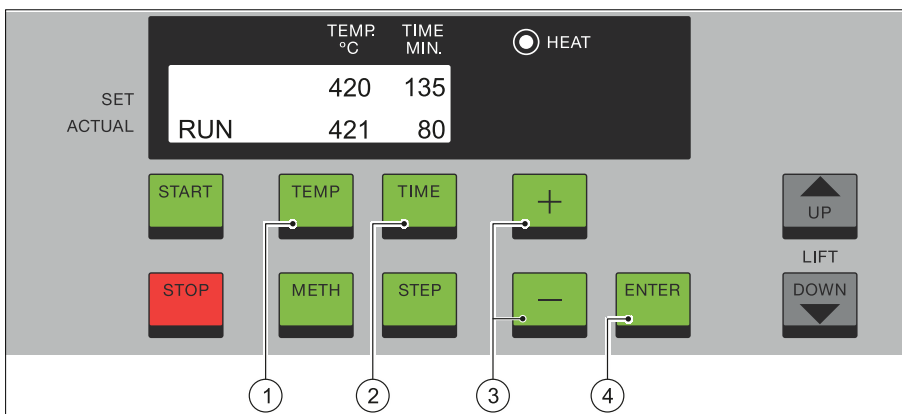 TEMP. TIME
°C MIN.
HEAT
SET 420 135
ACTUAL RUN 421 80
START TEMP TIME +
UP
LIFT
STOP METH STEP − ENTER DOWN
1 2 3 4